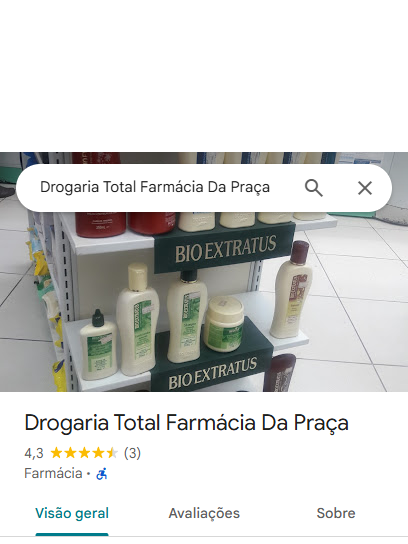 Drogaria Total Farmácia Da Praça
BIO EXTRATUS
BIO EXTRATUS
Drogaria Total Farmácia Da Praça
4,3 (3)
Farmácia ·
Visão geral Avaliações Sobre